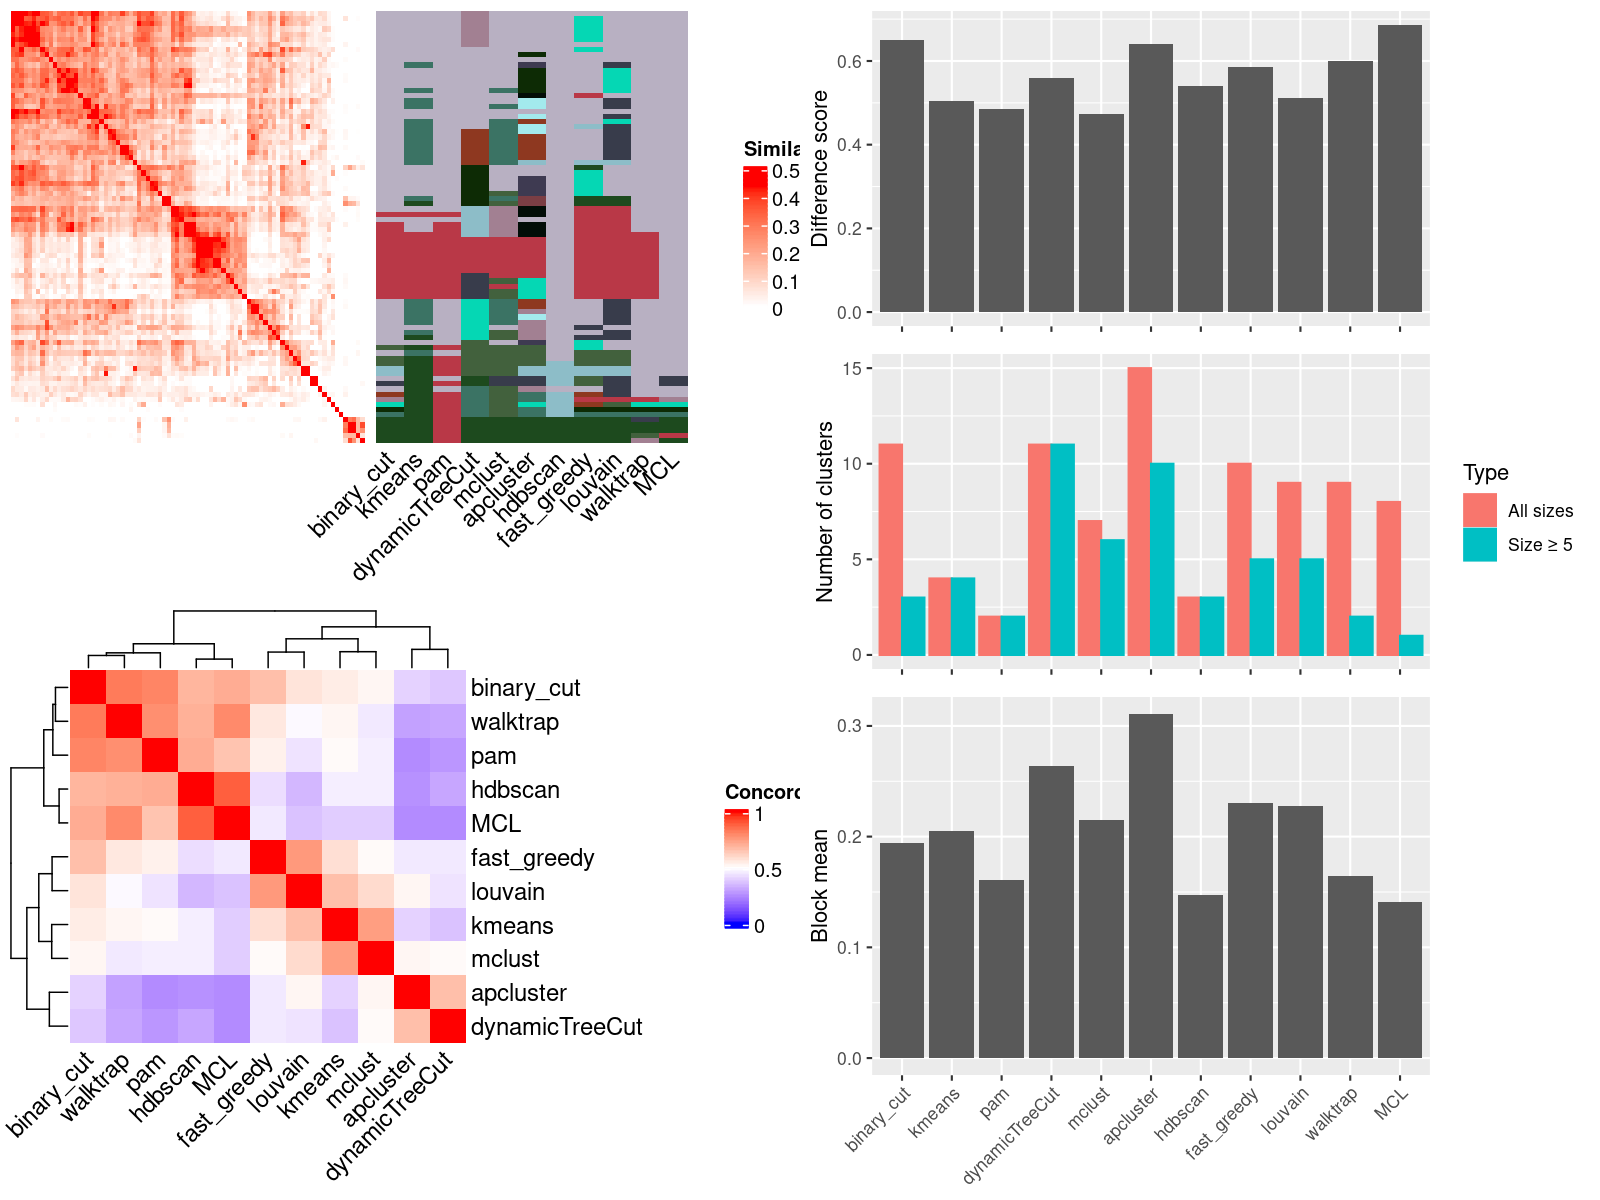 Simila
0.5
0.4
0.3
0.2
0.1
0
binary_cut
kmeans
pam
dynamicTreeCut
mclust
apcluster
hdbscan
fast_greedy
louvain
walktrap
MCL
binary_cut
walktrap
pam
hdbscan
MCL
fast_greedy
louvain
kmeans
mclust
apcluster
dynamicTreeCut
binary_cut
walktrap
pam
hdbscan
MCL
fast_greedy
louvain
kmeans
mclust
apcluster
dynamicTreeCut
Concord
1
0.5
0
Difference score
0.6
0.4
0.2
0.0
Number of clusters
15
10
5
0
Type
All sizes
Size ≥ 5
Block mean
0.3
0.2
0.1
0.0
binary_cut
kmeans
pam
dynamicTreeCut
mclust
apcluster
hdbscan
fast_greedy
louvain
walktrap
MCL